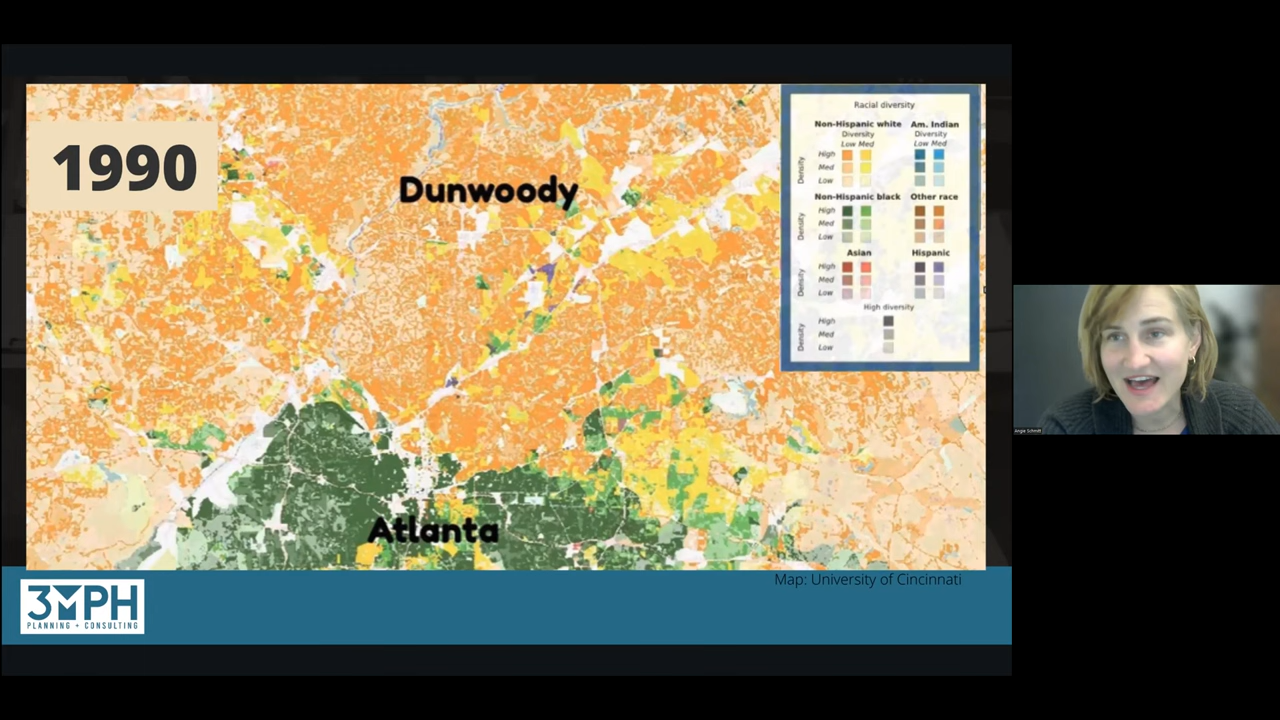 1990
Dunwoody
Atlanta
Racial diversity
Non-Hispanic white Am. Indian
Diversity Diversity
Low Med Low Med
Density
High
Med
Low
Non-Hispanic black Other race
Density
High
Med
Low
Asian Hispanic
Density
High
Med
Low
High diversity
Density
High
Med
Low
Map: University of Cincinnati
3MPH
PLANNING + CONSULTING
Angie Schmitt